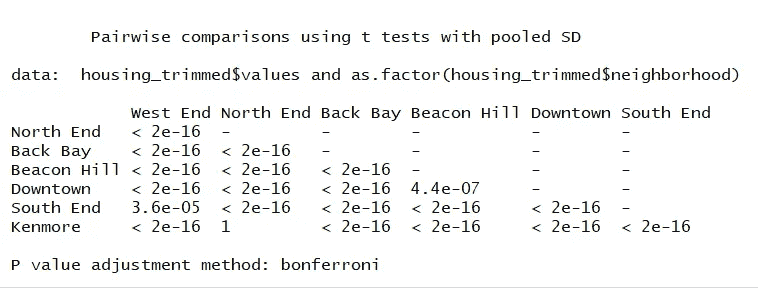 Pairwise comparisons using t tests with pooled SD
data: housing_trimmed$values and as.factor(housing_trimmed$neighborhood)
West End North End Back Bay Beacon Hill Downtown South End
North End < 2e-16 - - - - -
Back Bay < 2e-16 < 2e-16 - - - -
Beacon Hill < 2e-16 < 2e-16 < 2e-16 - - -
Downtown < 2e-16 < 2e-16 < 2e-16 4.4e-07 - -
South End 3.6e-05 < 2e-16 < 2e-16 < 2e-16 < 2e-16 -
Kenmore < 2e-16 1 < 2e-16 < 2e-16 < 2e-16 < 2e-16
P value adjustment method: bonferroni